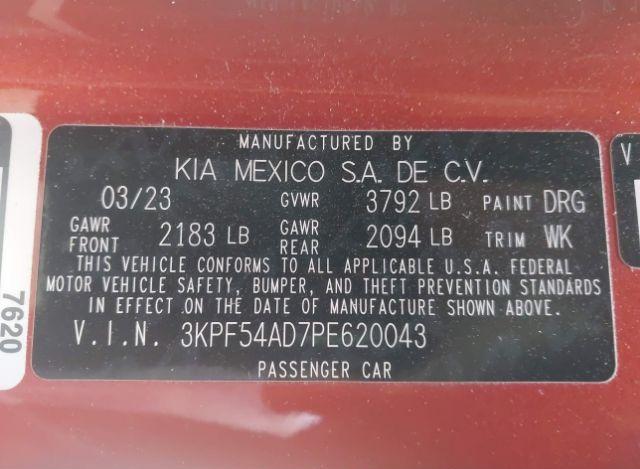 MANUFACTURED BY
KIA MEXICO S.A. DE C.V.
03/23 GVWR 3792 LB PAINT DRG
GAWR FRONT 2183 LB GAWR REAR 2094 LB TRIM WK
THIS VEHICLE CONFORMS TO ALL APPLICABLE U.S.A. FEDERAL
MOTOR VEHICLE SAFETY, BUMPER, AND THEFT PREVENTION STANDARDS
IN EFFECT ON THE DATE OF MANUFACTURE SHOWN ABOVE.
V.I.N. 3KPF54AD7PE620043
PASSENGER CAR
7620
V